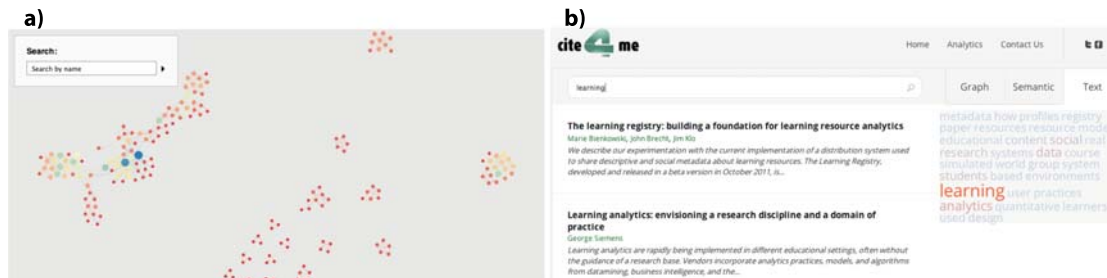 a)
Search:
Search by name
b)
cite4me
Home Analytics Contact Us
learning
Graph Semantic Text
The learning registry: building a foundation for learning resource analytics
Marie Bienkowski, John Brecht, Jim Klo
We describe our experimentation with the current implementation of a distribution system used
to share descriptive and social metadata about learning resources. The Learning Registry,
developed and released in a beta version in October 2011, is...
Learning analytics: envisioning a research discipline and a domain of
practice
George Siemens
Learning analytics are rapidly being implemented in different educational settings, often without
the guidance of a research base. Vendors incorporate analytics practices, models, and algorithms
from datamining, business intelligence, and the...
metadata how profiles registry
paper resources resource mode
educational content social real
research systems data course
simulated world group system
students based environments
learning user practices
analytics quantitative learners
used design